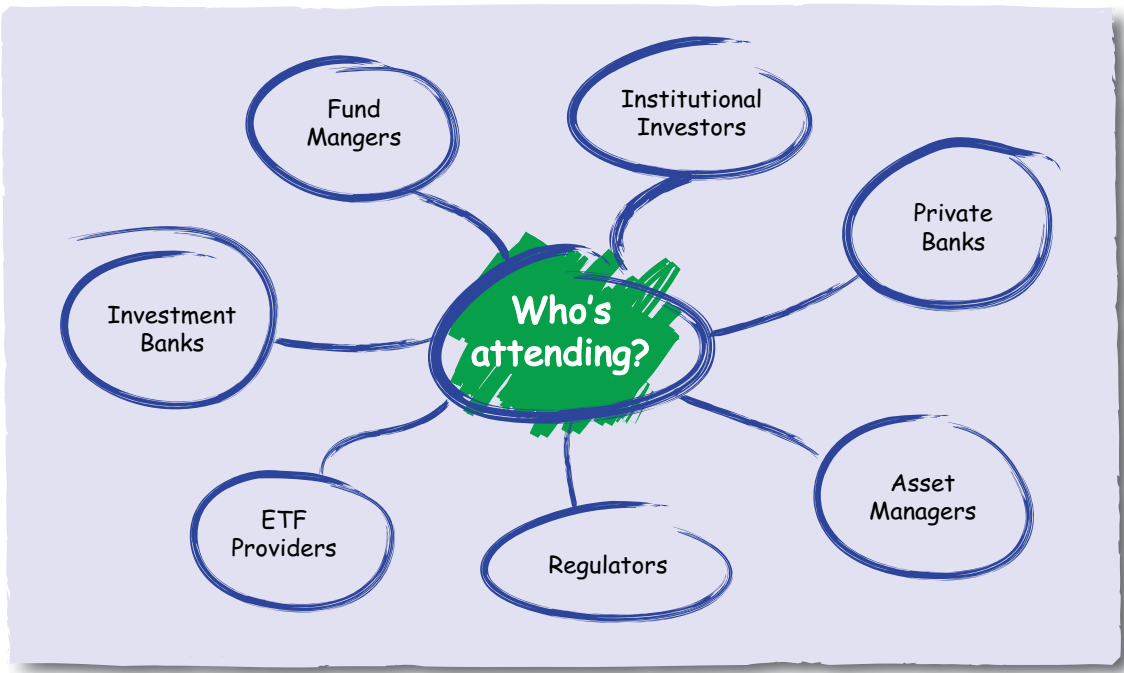 Fund
Mangers
Institutional
Investors
Private
Banks
Investment
Banks
Who's
attending?
Asset
Managers
ETF
Providers
Regulators